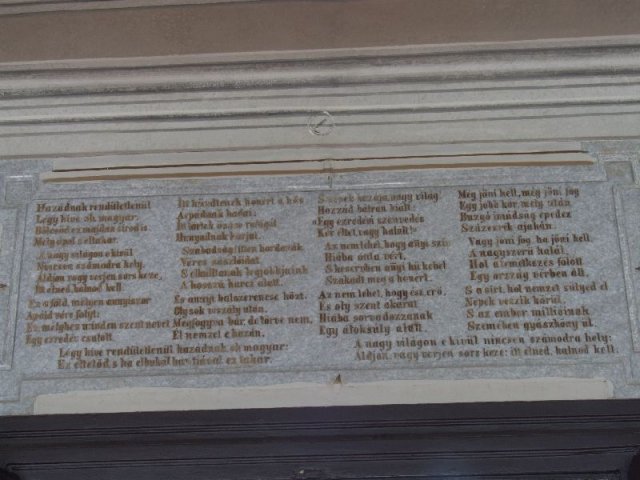 Hazádnak rendületlenül
Légy híve oh magyar.
Bölcsőd ez majdan sírod is
Mely ápol s eltakar.
A nagy világon e kívül
Nincsen számodra hely.
Áldjon vagy verjen sors keze,
Itt élned halnod kell.
Ez a föld, melyen annyiszor
Apáid vére folyt.
Ez melyhez minden szent nevet
Egy ezredév csatolt.
Itt küzdtenek honért a hős
Árpádnak hadai.
Itt törtek össze rabigát
Hunyadnak karjai.
Szabadság! itten hordozák
Véres zászlódat.
S elhulltanak legjobbjaink
A hosszú harcz alatt.
És annyi balszerencse közt.
Oly sok viszály után.
Megfogyva bár, de törve nem,
Él nemzet e hazán.
S népek hazája, nagy világ.
Hozzád bátran kiált:
„Egy ezredévi szenvedés
Kér éltet, vagy halált!"
Az nem lehet, hogy annyi szív
Hiába onta vért,
S keservben annyi hű kebel
Szakadt meg a honért.
Az nem lehet, hogy ész, erő.
És oly szent akarat
Hiába sorvadozzanak
Egy átoksuly alatt.
Még jőni kell, még jőni fog
Egy jobb kor, mely után
Buzgó imádság epedez
Százezrek ajakán.
Vagy jőni fog, ha jőni kell,
A nagyszerű halál.
Hol a temetkezés fölött
Egy ország vérben áll.
S a sírt, hol nemzet sülyed el
Népek veszik körül.
S az ember millióinak
Szemében gyászköny ül.
Légy híve rendületlenül hazádnak, oh magyar:
Ez éltetőd, s ha elbukál hantjával ez takar.
A nagy világon e kívül nincsen számodra hely:
Áldjon, vagy verjen sors keze: itt élned, halnod kell.